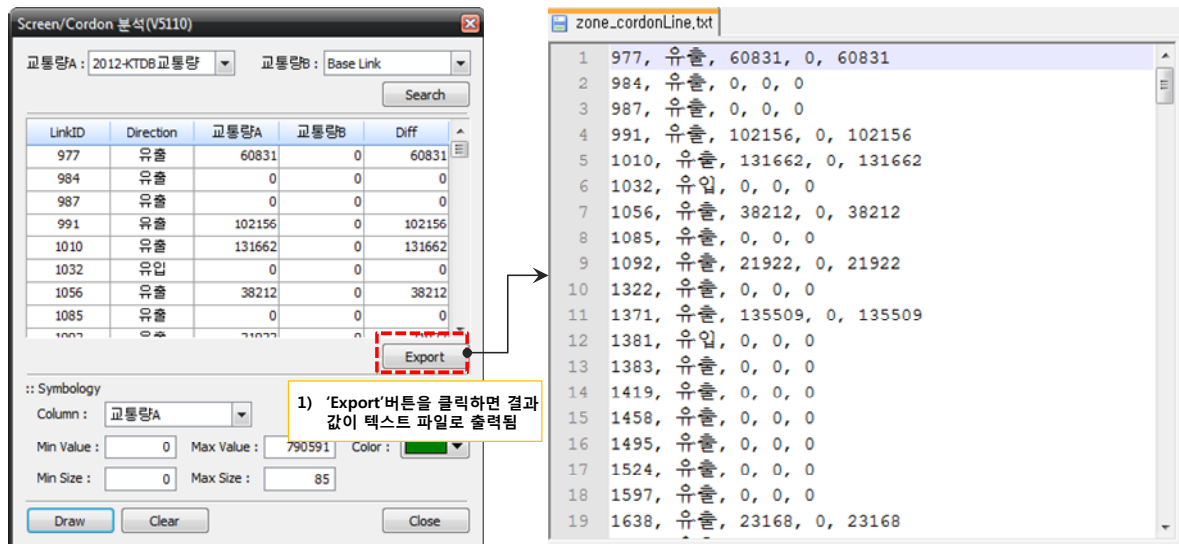 Screen/Cordon 분석(V5110)
교통량A : 2012-KTDB교통량 교통량B : Base Link
Search
LinkID Direction 교통량A 교통량B Diff
977 유출 60831 0 60831
984 유출 0 0 0
987 유출 0 0 0
991 유출 102156 0 102156
1010 유출 131662 0 131662
1032 유입 0 0 0
1056 유출 38212 0 38212
1085 유출 0 0 0
Export
:: Symbology
Column : 교통량A
Min Value : 0 Max Value : 790591 Color :
Min Size : 0 Max Size : 85
Draw Clear Close
1) ‘Export’버튼을 클릭하면 결과
값이 텍스트 파일로 출력됨
zone_cordonLine.txt
1 977, 유출, 60831, 0, 60831
2 984, 유출, 0, 0, 0
3 987, 유출, 0, 0, 0
4 991, 유출, 102156, 0, 102156
5 1010, 유출, 131662, 0, 131662
6 1032, 유입, 0, 0, 0
7 1056, 유출, 38212, 0, 38212
8 1085, 유출, 0, 0, 0
9 1092, 유출, 21922, 0, 21922
10 1322, 유출, 0, 0, 0
11 1371, 유출, 135509, 0, 135509
12 1381, 유입, 0, 0, 0
13 1383, 유출, 0, 0, 0
14 1419, 유출, 0, 0, 0
15 1458, 유출, 0, 0, 0
16 1495, 유출, 0, 0, 0
17 1524, 유출, 0, 0, 0
18 1597, 유출, 0, 0, 0
19 1638, 유출, 23168, 0, 23168